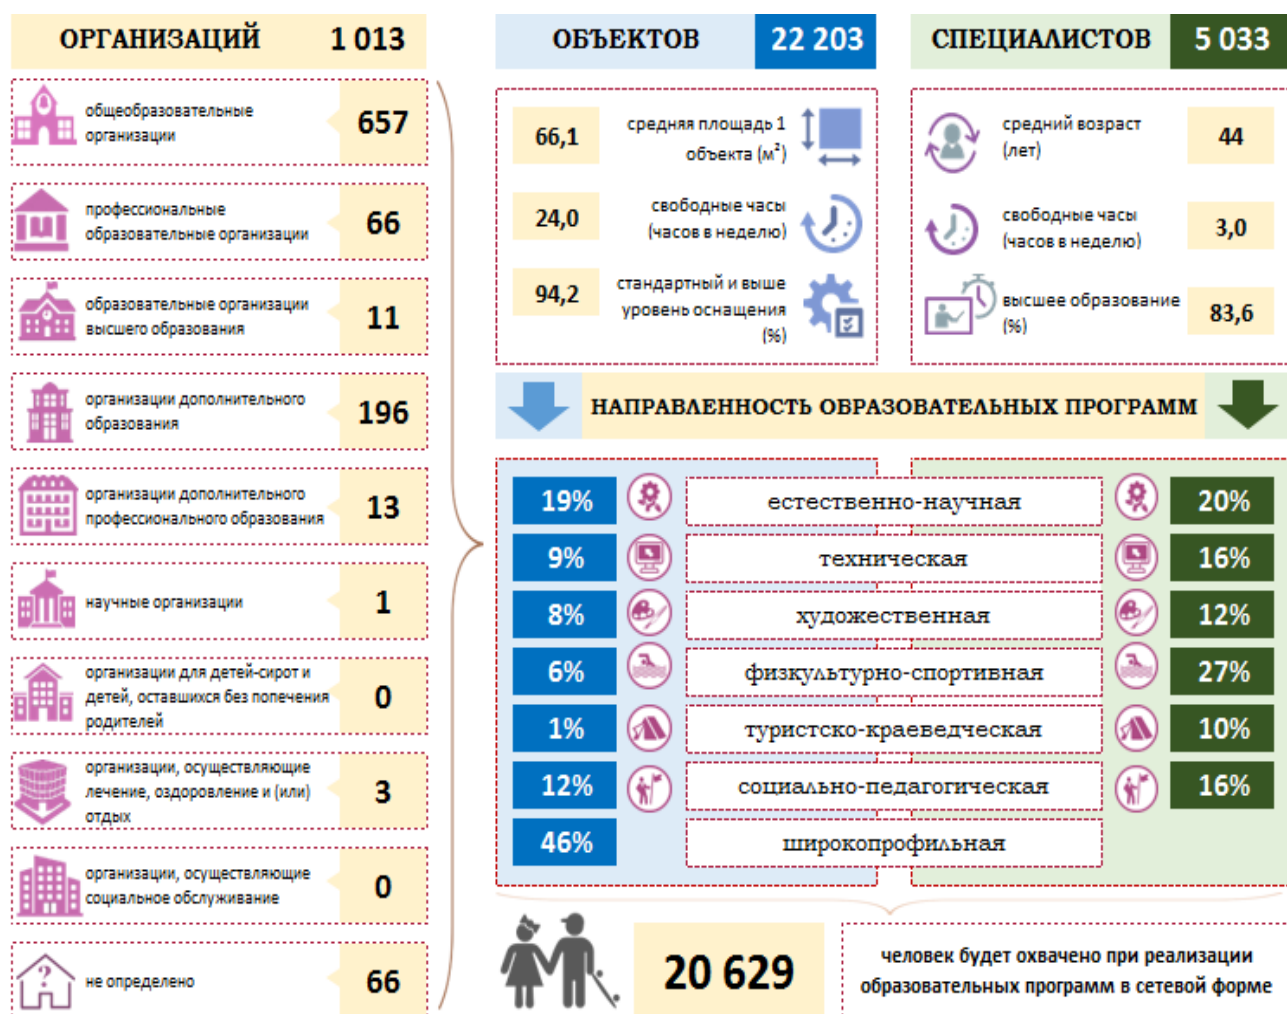 ОРГАНИЗАЦИЙ 1 013
общеобразовательные
организации
657
профессиональные
образовательные организации
66
образовательные организации
высшего образования
11
организации дополнительного
образования
196
организации дополнительного
профессионального образования
13
научные организации
1
организации для детей-сирот и
детей, оставшихся без попечения
родителей
0
организации, осуществляющие
лечение, оздоровление и (или)
отдых
3
организации, осуществляющие
социальное обслуживание
0
?
не определено
66
ОБЪЕКТОВ 22 203
66,1
средняя площадь 1
объекта (м²)
24,0
свободные часы
(часов в неделю)
94,2
стандартный и выше
уровень оснащения
(%)
СПЕЦИАЛИСТОВ 5 033
средний возраст
(лет)
44
свободные часы
(часов в неделю)
3,0
высшее образование
(%)
83,6
НАПРАВЛЕННОСТЬ ОБРАЗОВАТЕЛЬНЫХ ПРОГРАММ
19% естественно-научная 20%
9% техническая 16%
8% художественная 12%
6% физкультурно-спортивная 27%
1% туристско-краеведческая 10%
12% социально-педагогическая 16%
46% широкопрофильная
20 629
человек будет охвачено при реализации
образовательных программ в сетевой форме